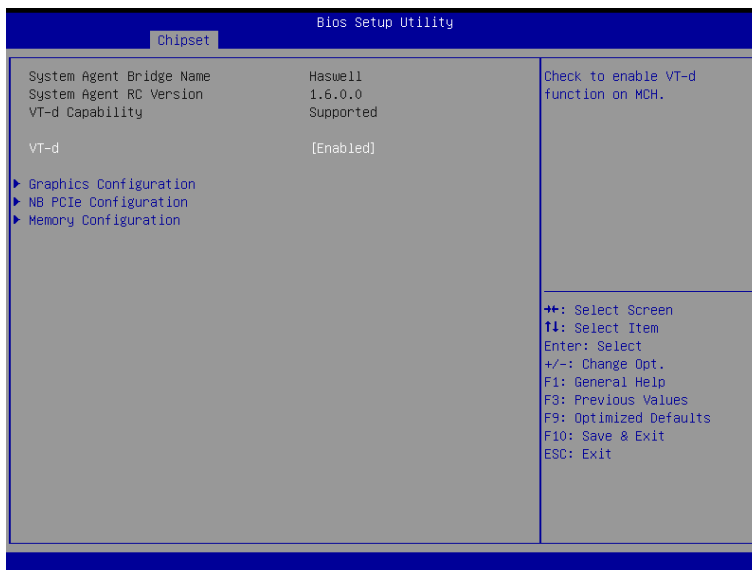 Bios Setup Utility
Chipset
System Agent Bridge Name Haswell
System Agent RC Version 1.6.0.0
VT-d Capability Supported
VT-d [Enabled]
Graphics Configuration
NB PCIe Configuration
Memory Configuration
Check to enable VT-d
function on MCH.
→←: Select Screen
↑↓: Select Item
Enter: Select
+/-: Change Opt.
F1: General Help
F3: Previous Values
F9: Optimized Defaults
F10: Save & Exit
ESC: Exit